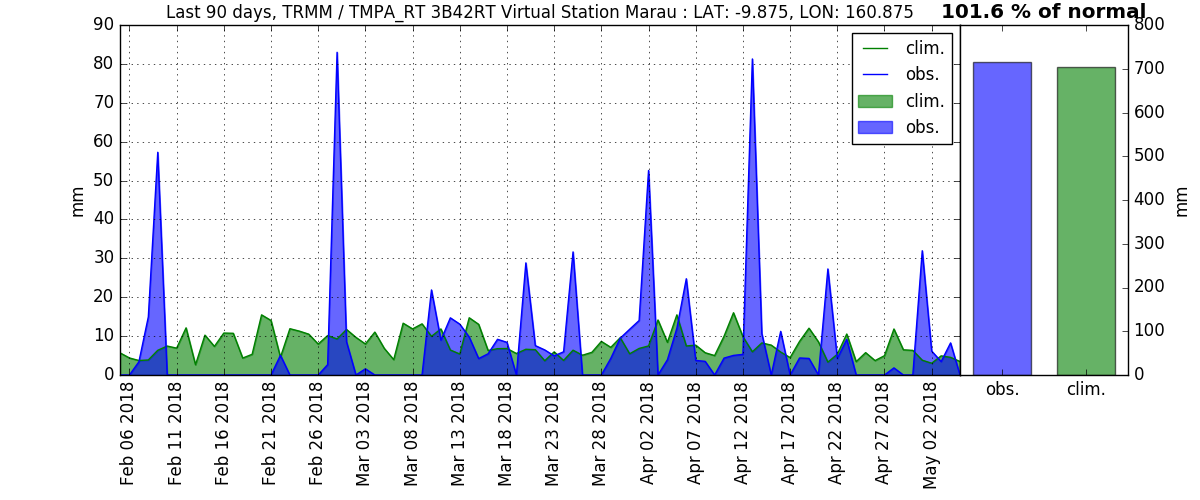 Last 90 days, TRMM / TMPA_RT 3B42RT Virtual Station Marau : LAT: -9.875, LON: 160.875
101.6 % of normal
90
80
70
60
50
40
30
20
10
0
mm
clim.
obs.
clim.
obs.
800
700
600
500
400
300
200
100
0
mm
obs.
clim.
Feb 06 2018
Feb 11 2018
Feb 16 2018
Feb 21 2018
Feb 26 2018
Mar 03 2018
Mar 08 2018
Mar 13 2018
Mar 18 2018
Mar 23 2018
Mar 28 2018
Apr 02 2018
Apr 07 2018
Apr 12 2018
Apr 17 2018
Apr 22 2018
Apr 27 2018
May 02 2018